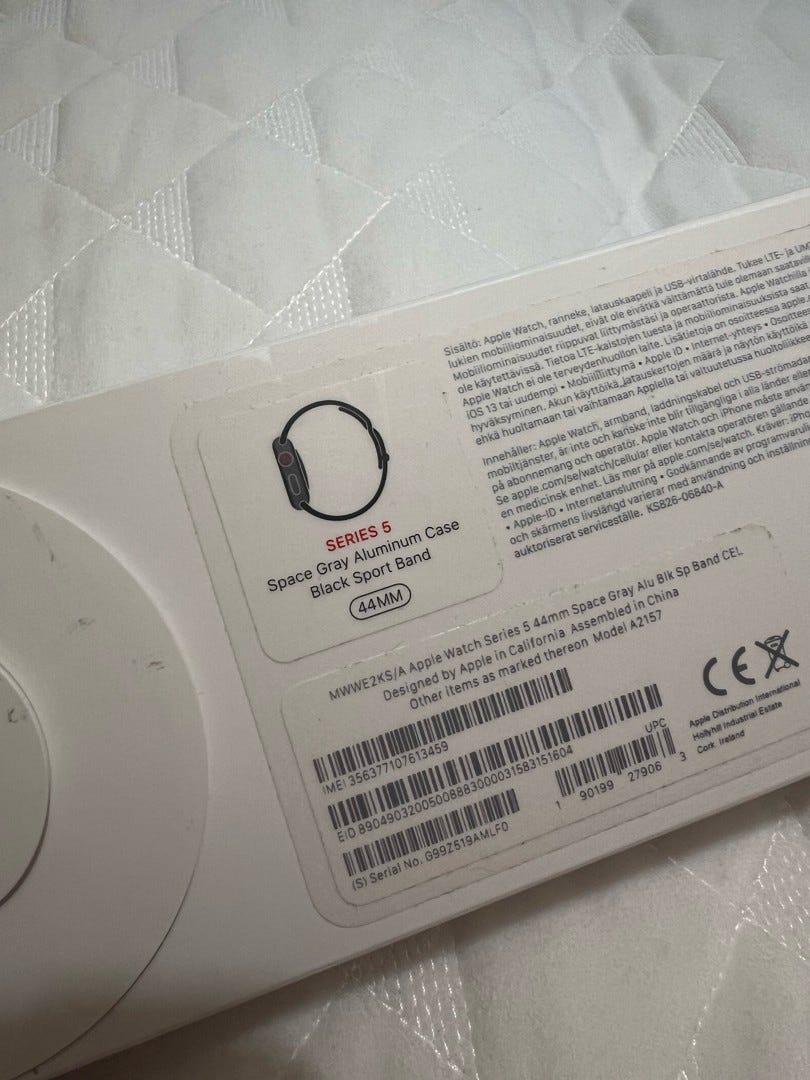 Sisältö: Apple Watch, ranneke, latauskaapeli ja USB-virtalähde. Tukee LTE- ja
lukien mobiiliominaisuudet, eivät ole eivätkä välttämättä tule olemaan
Mobiiliominaisuudet riippuvat liittymästäsi ja operaattorista. Apple Watchilla
ole käytettävissä. Tietoa LTE-kaistojen tuesta ja mobiiliominaisuuksista saat
Apple Watch ei ole terveydenhuollon laite. Lisätietoja on osoitteessa
iOS 13 tai uudempi • Mobiililiittymä • Apple ID • Internet-yhteys •
hyväksyminen. Akun käyttöikä, latauskertojen määrä ja näytön käyttöikä
ehkä huoltamaan tai vaihtamaan Applella tai valtuutetussa
Innehåller: Apple Watch, armband, laddningskabel och USB-strömadapter
mobiltjänster, är inte och kanske inte blir tillgängliga i alla länder eller
på abonnemang och operatör. Apple Watch och iPhone måste
Se apple.com/se/watch/cellular eller kontakta operatören gällande
en medicinsk enhet. Läs mer på apple.com/se/watch. Kräver:
• Apple-ID • Internetanslutning • Godkännande av
och skärmens livslängd varierar med användning och
auktoriserat serviceställe. KS826-06840-A
SERIES 5
Space Gray Aluminum Case
Black Sport Band
44MM
MWWE2KS/A Apple Watch Series 5 44mm Space Gray Alu Blk Sp Band CEL
Designed by Apple in California Assembled in China
Other items as marked thereon Model A2157
IMEI 356377107613459
EID 89049032005008883000031583151604
(S) Serial No. G99Z519AMLF0
UPC
1 90199 27906 3
CE
Apple Distribution International
Hollyhill Industrial Estate
Cork, Ireland